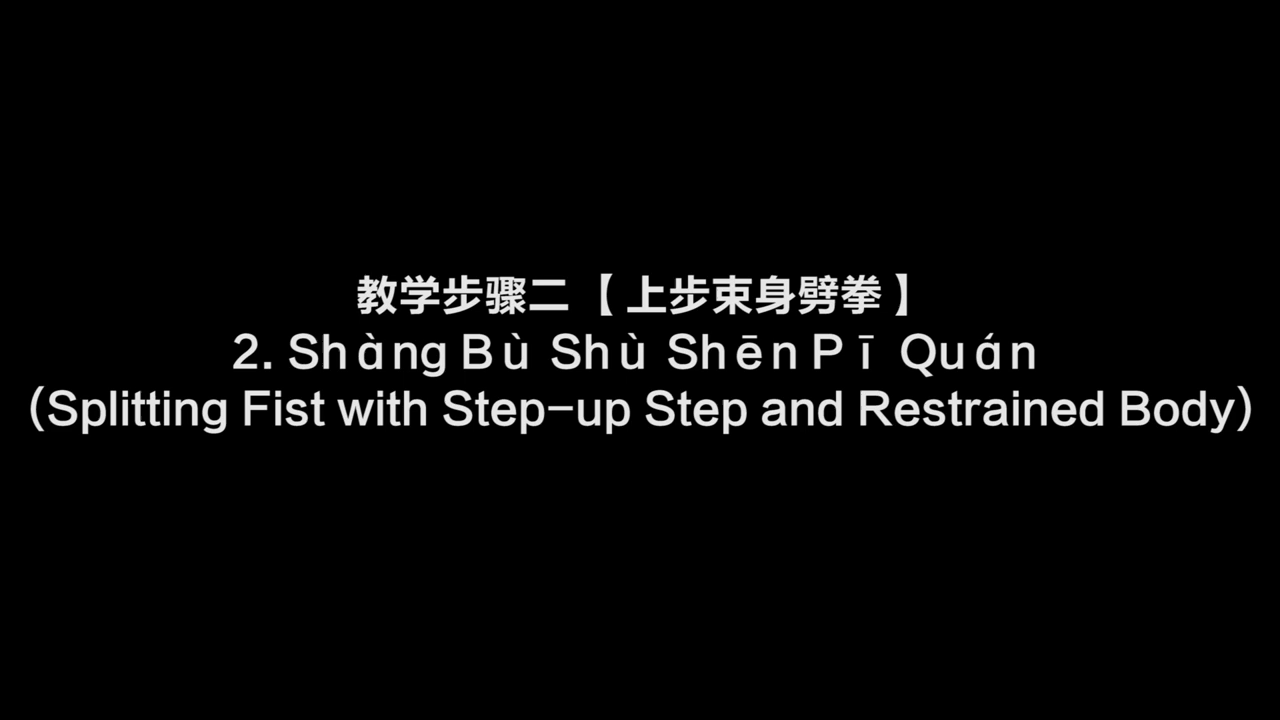 教学步骤二 【上步束身劈拳】
2. Shàng Bù Shù Shēn Pī Quán
(Splitting Fist with Step-up Step and Restrained Body)